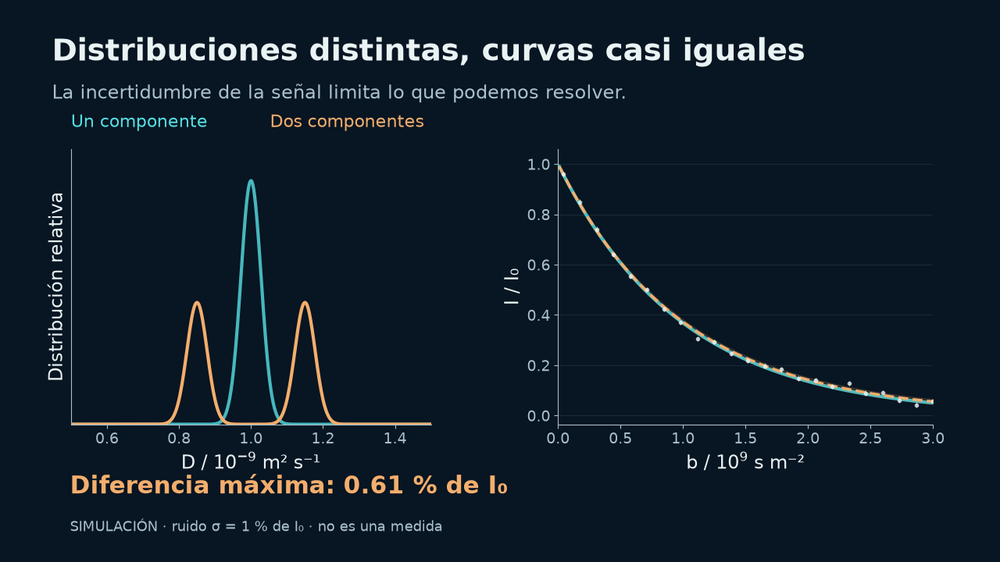 Distribuciones distintas, curvas casi iguales
La incertidumbre de la señal limita lo que podemos resolver.
Un componente
Dos componentes
Distribución relativa
0.6 0.8 1.0 1.2 1.4
D / 10⁻⁹ m² s⁻¹
I / I₀
1.0
0.8
0.6
0.4
0.2
0.0
0.0 0.5 1.0 1.5 2.0 2.5 3.0
b / 10⁹ s m⁻²
Diferencia máxima: 0.61 % de I₀
SIMULACIÓN · ruido σ = 1 % de I₀ · no es una medida